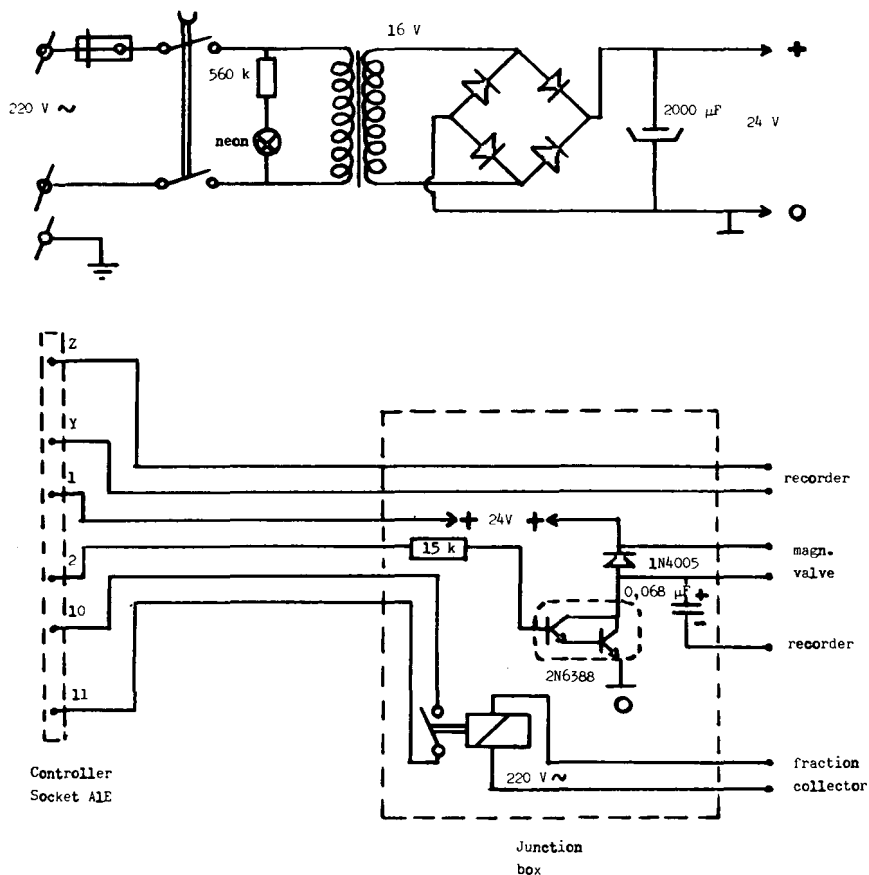 16 V
560 k
220 V ~
neon
2000 µF
24 V
+
O
Z
Y
1
2
10
11
recorder
+ 24V +
15 k
1N4005
magn.
valve
0,068 µF
+
-
recorder
2N6388
O
220 V ~
fraction
collector
Controller
Socket A1E
Junction
box